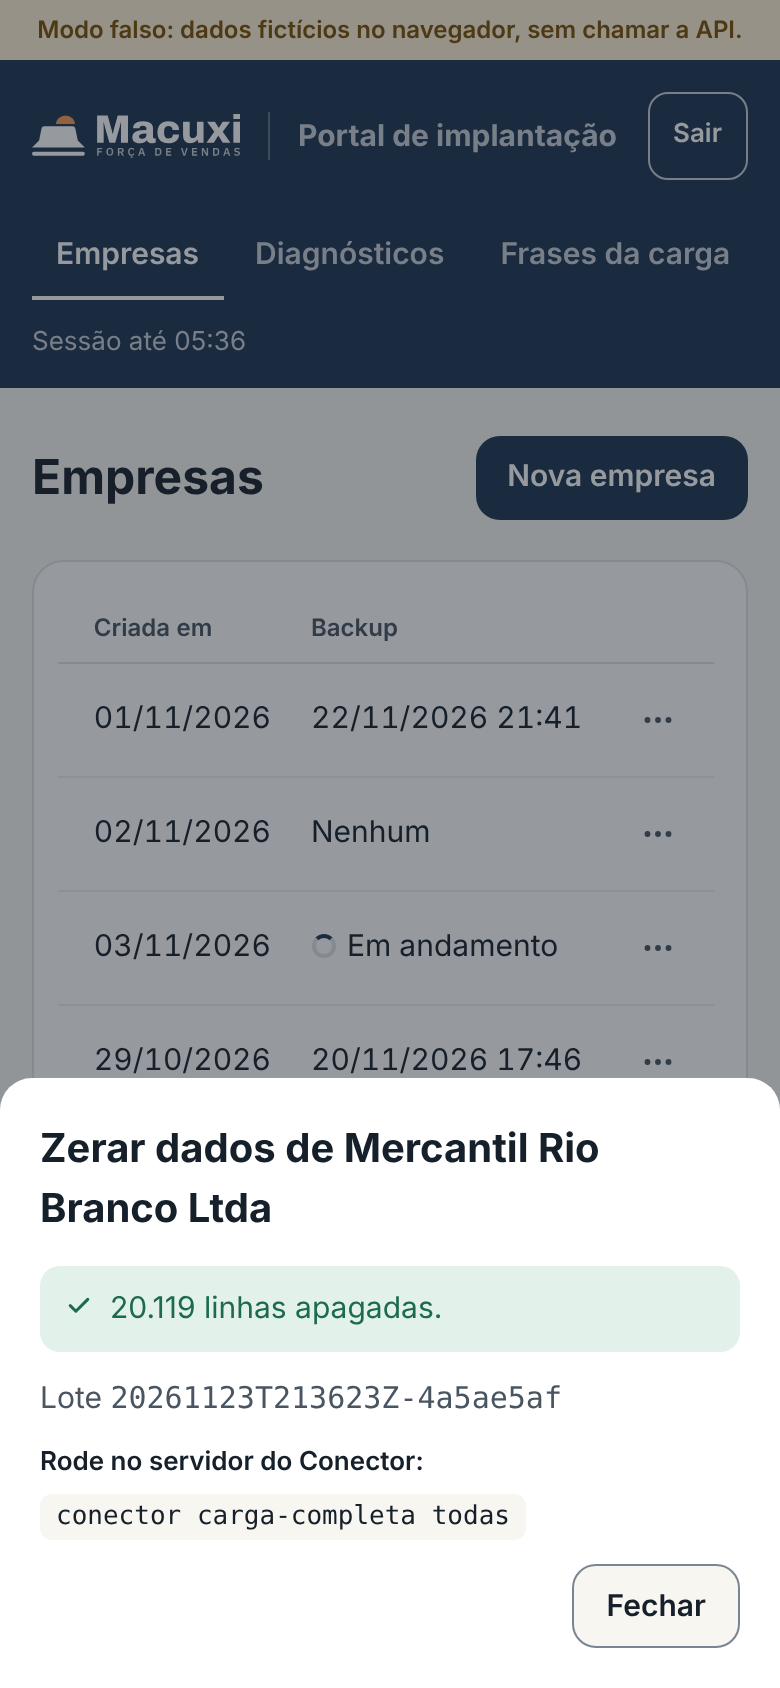 Modo falso: dados fictícios no navegador, sem chamar a API.
Macuxi
FORÇA DE VENDAS
Portal de implantação
Sair
Empresas
Diagnósticos
Frases da carga
Sessão até 05:36
Empresas
Nova empresa
Criada em
Backup
01/11/2026
22/11/2026 21:41
02/11/2026
Nenhum
03/11/2026
Em andamento
29/10/2026
20/11/2026 17:46
Zerar dados de Mercantil Rio
Branco Ltda
20.119 linhas apagadas.
Lote 20261123T213623Z-4a5ae5af
Rode no servidor do Conector:
conector carga-completa todas
Fechar